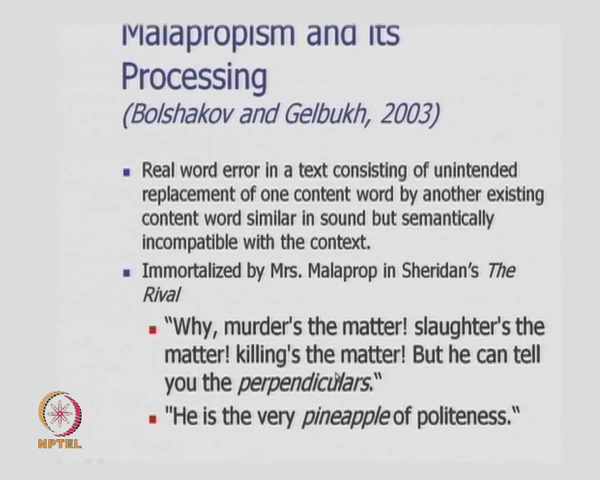 Malapropism and its
Processing
(Bolshakov and Gelbukh, 2003)
Real word error in a text consisting of unintended
replacement of one content word by another existing
content word similar in sound but semantically
incompatible with the context.
Immortalized by Mrs. Malaprop in Sheridan's The
Rival
"Why, murder's the matter! slaughter's the
matter! killing's the matter! But he can tell
you the perpendiculars."
"He is the very pineapple of politeness."
NPTEL